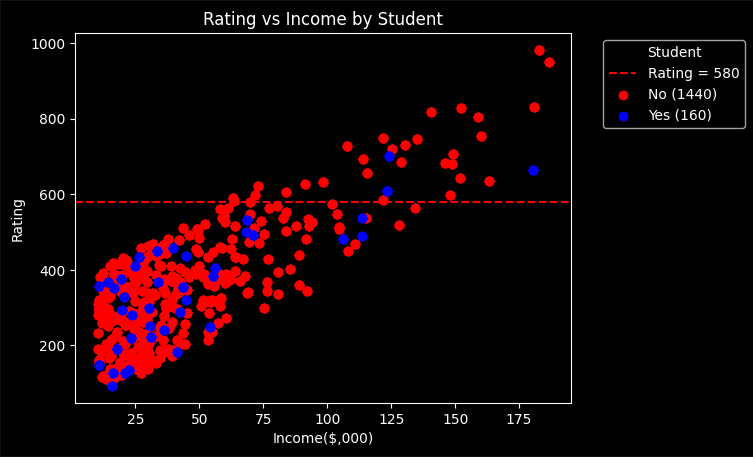 Rating vs Income by Student
Student
Rating = 580
No (1440)
Yes (160)
Rating
1000
800
600
400
200
25 50 75 100 125 150 175
Income($,000)